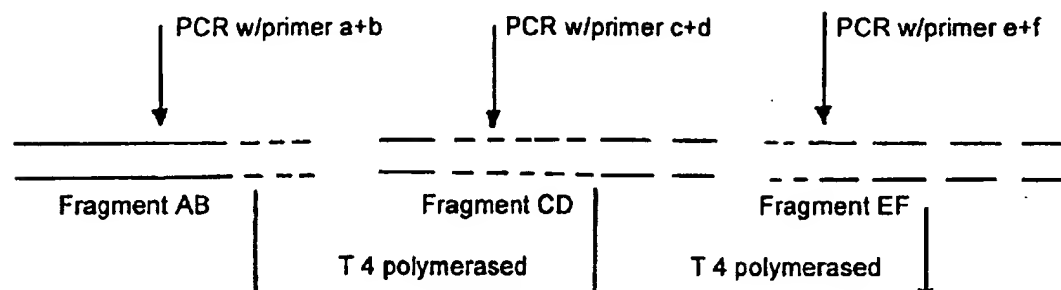 PCR w/primer a+b PCR w/primer c+d PCR w/primer e+f
Fragment AB Fragment CD Fragment EF
T 4 polymerased T 4 polymerased